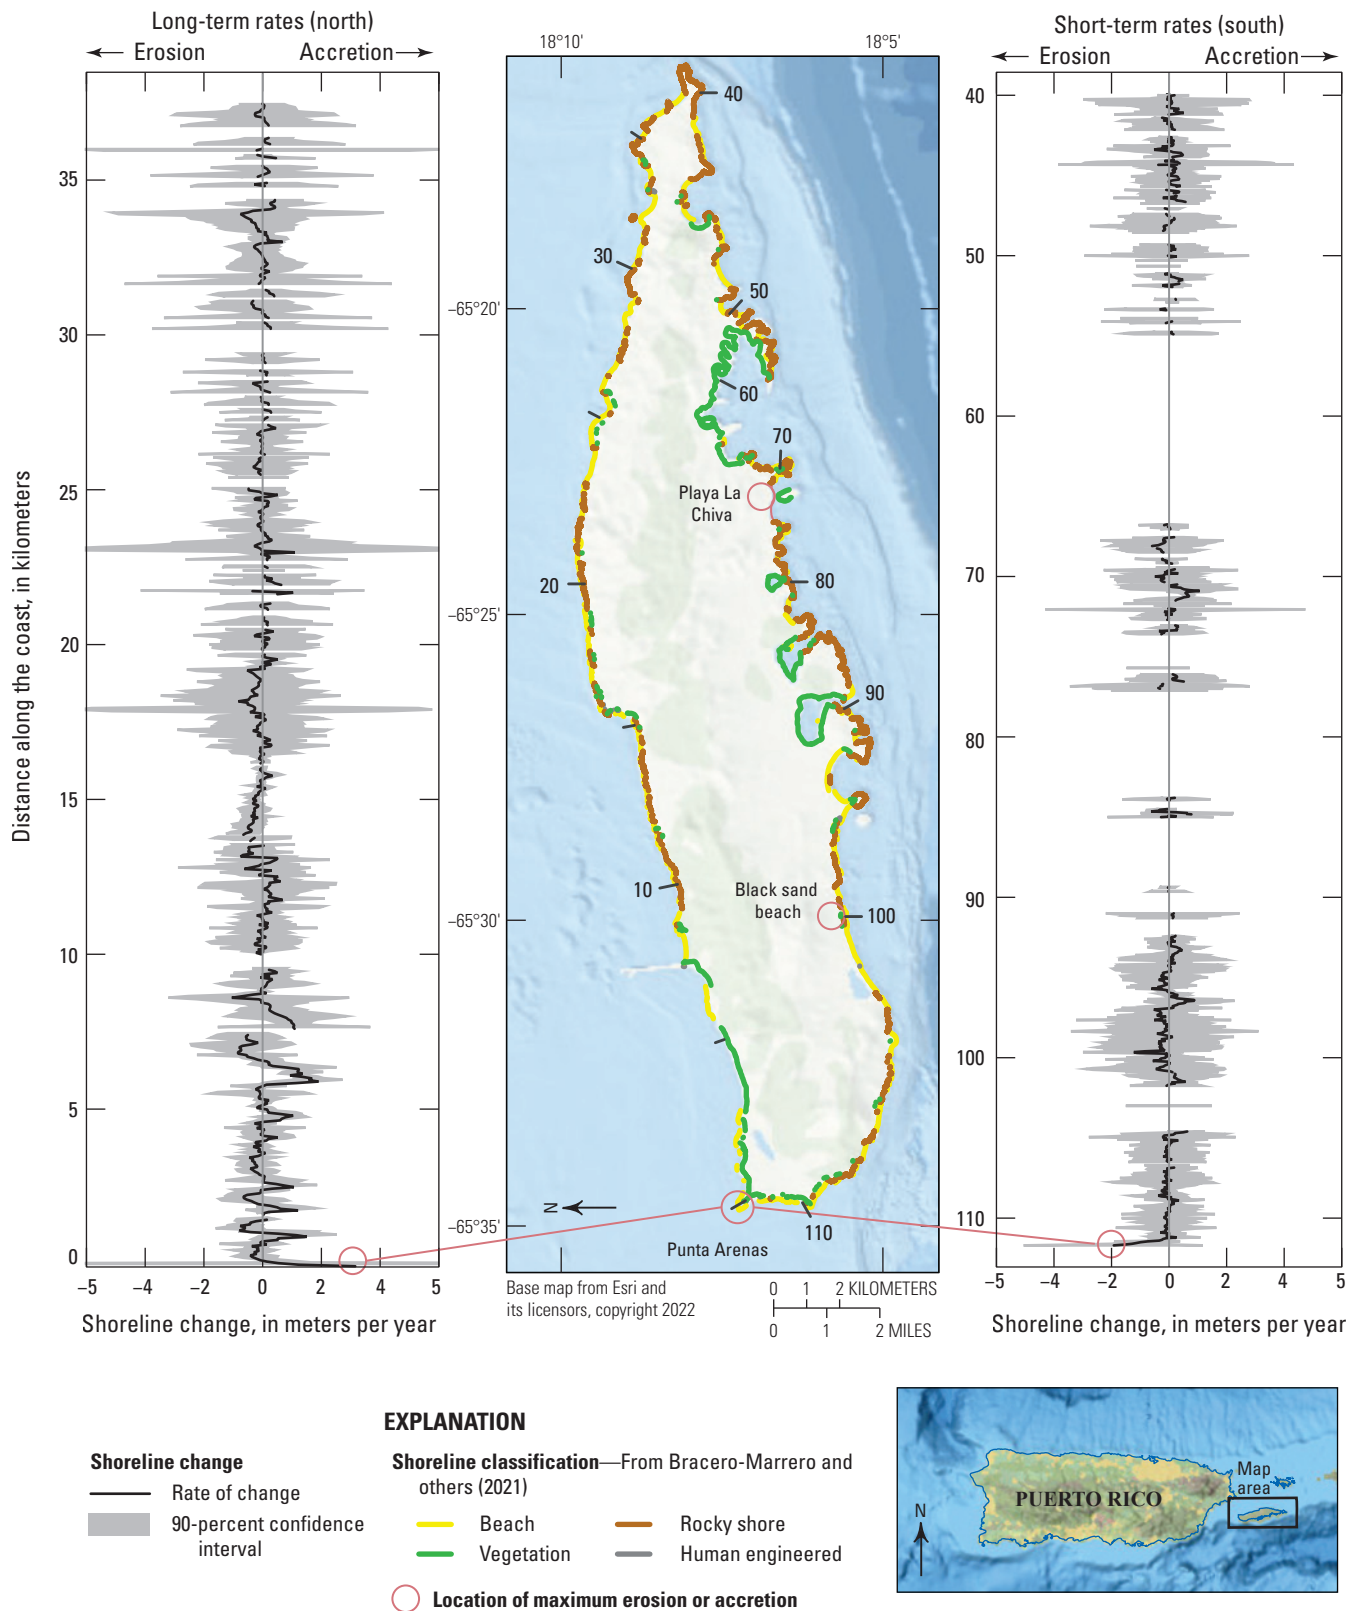 Long-term rates (north)
Erosion
Accretion
Distance along the coast, in kilometers
35
30
25
20
15
10
5
0
−5
−4
−2
0
2
4
5
Shoreline change, in meters per year
18°10'
18°5'
−65°20'
−65°25'
−65°30'
−65°35'
40
30
50
60
70
Playa La
Chiva
20
80
90
10
Black sand
beach
100
N
110
Punta Arenas
Base map from Esri and
its licensors, copyright 2022
0 1 2 KILOMETERS
0 1 2 MILES
Short-term rates (south)
Erosion
Accretion
40
50
60
70
80
90
100
110
−5
−4
−2
0
2
4
5
Shoreline change, in meters per year
EXPLANATION
Shoreline change
Rate of change
90-percent confidence
interval
Shoreline classification—From Bracero-Marrero and
others (2021)
Beach
Vegetation
Rocky shore
Human engineered
Location of maximum erosion or accretion
PUERTO RICO
Map
area
N